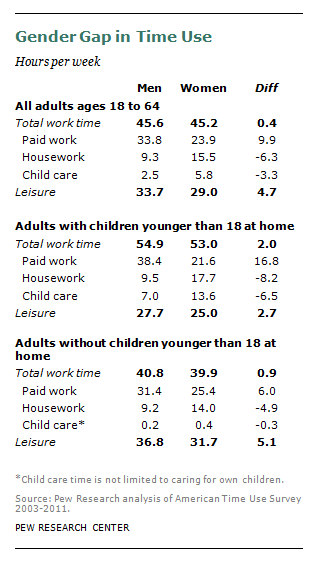 Gender Gap in Time Use
Hours per week
Men Women Diff
All adults ages 18 to 64
Total work time 45.6 45.2 0.4
Paid work 33.8 23.9 9.9
Housework 9.3 15.5 -6.3
Child care 2.5 5.8 -3.3
Leisure 33.7 29.0 4.7
Adults with children younger than 18 at home
Total work time 54.9 53.0 2.0
Paid work 38.4 21.6 16.8
Housework 9.5 17.7 -8.2
Child care 7.0 13.6 -6.5
Leisure 27.7 25.0 2.7
Adults without children younger than 18 at
home
Total work time 40.8 39.9 0.9
Paid work 31.4 25.4 6.0
Housework 9.2 14.0 -4.9
Child care* 0.2 0.4 -0.3
Leisure 36.8 31.7 5.1
*Child care time is not limited to caring for own children.
Source: Pew Research analysis of American Time Use Survey
2003-2011.
PEW RESEARCH CENTER